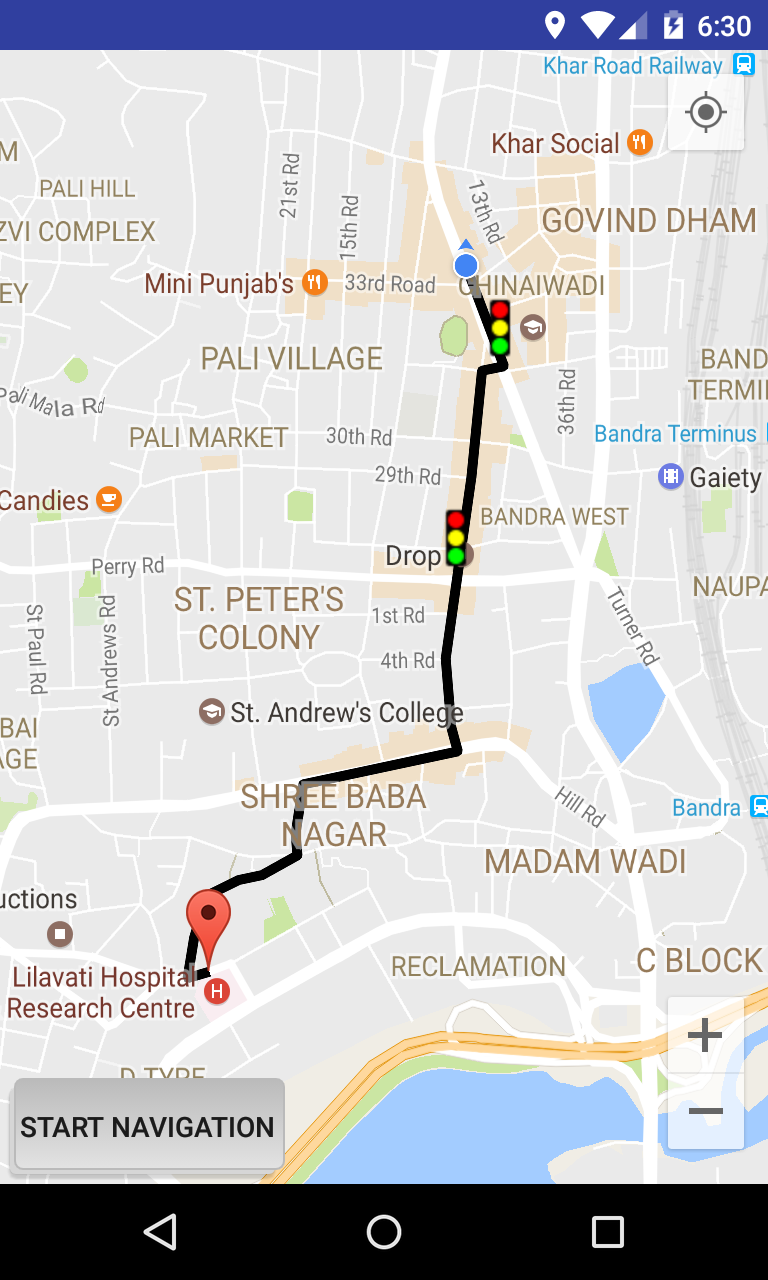 6:30
Khar Road Railway
Khar Social
M
PALI HILL
21st Rd
15th Rd
13th Rd
ZVI COMPLEX
GOVIND DHAM
EY
Mini Punjab's
33rd Road
CHINAIWADI
PALI VILLAGE
BAND
TERMI
Pali Mala Rd
36th Rd
PALI MARKET
30th Rd
Bandra Terminus
29th Rd
Gaiety
Candies
BANDRA WEST
Drop
Perry Rd
NAUPA
ST. PETER'S
COLONY
1st Rd
Turner Rd
St Paul Rd
St Andrews Rd
4th Rd
St. Andrew's College
BAI
AGE
SHREE BABA
NAGAR
Hill Rd
Bandra
MADAM WADI
uctions
RECLAMATION
C BLOCK
Lilavati Hospital
Research Centre
H
D TYPE
START NAVIGATION